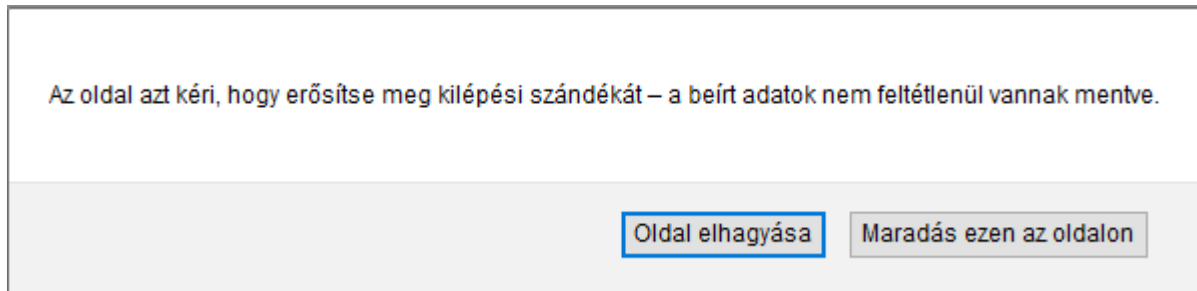 Az oldal azt kéri, hogy erősítse meg kilépési szándékát – a beírt adatok nem feltétlenül vannak mentve.
Oldal elhagyása Maradás ezen az oldalon